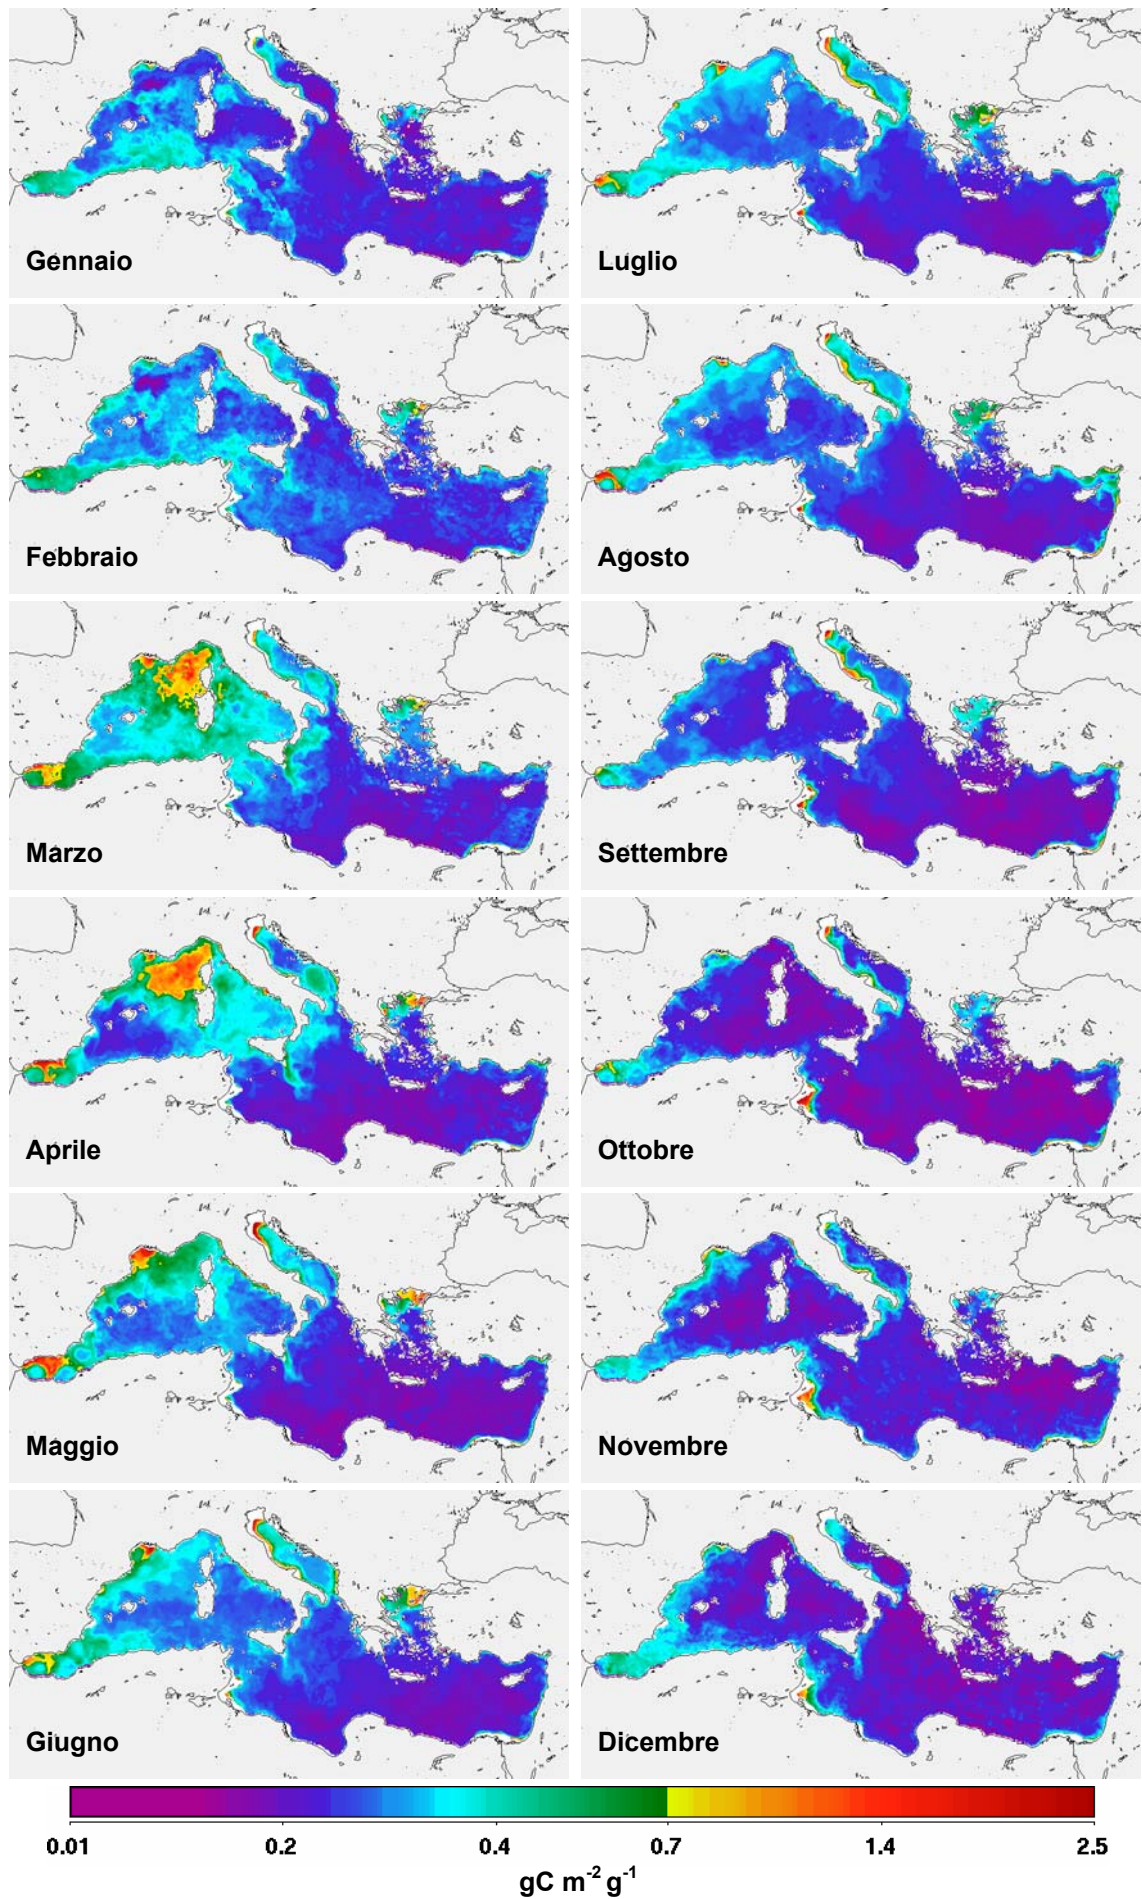 Gennaio
Luglio
Febbraio
Agosto
Marzo
Settembre
Aprile
Ottobre
Maggio
Novembre
Giugno
Dicembre
0.01 0.2 0.4 0.7 1.4 2.5
gC m⁻² g⁻¹